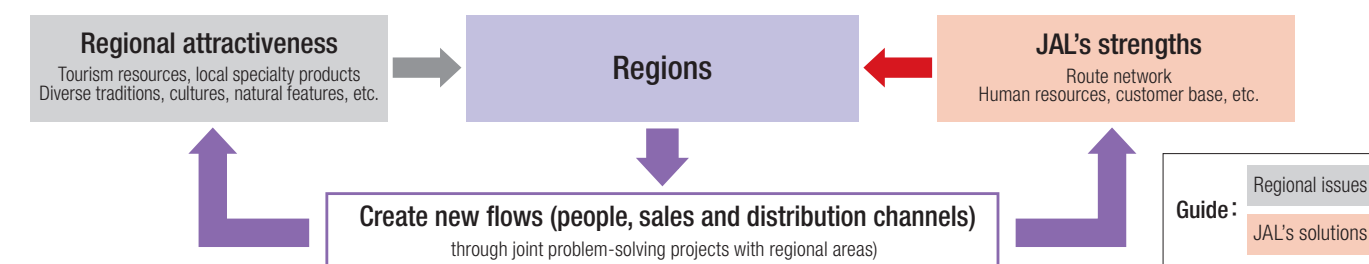 Regional attractiveness
Tourism resources, local specialty products
Diverse traditions, cultures, natural features, etc.
Regions
JAL's strengths
Route network
Human resources, customer base, etc.
Create new flows (people, sales and distribution channels)
through joint problem-solving projects with regional areas)
Guide:
Regional issues
JAL's solutions